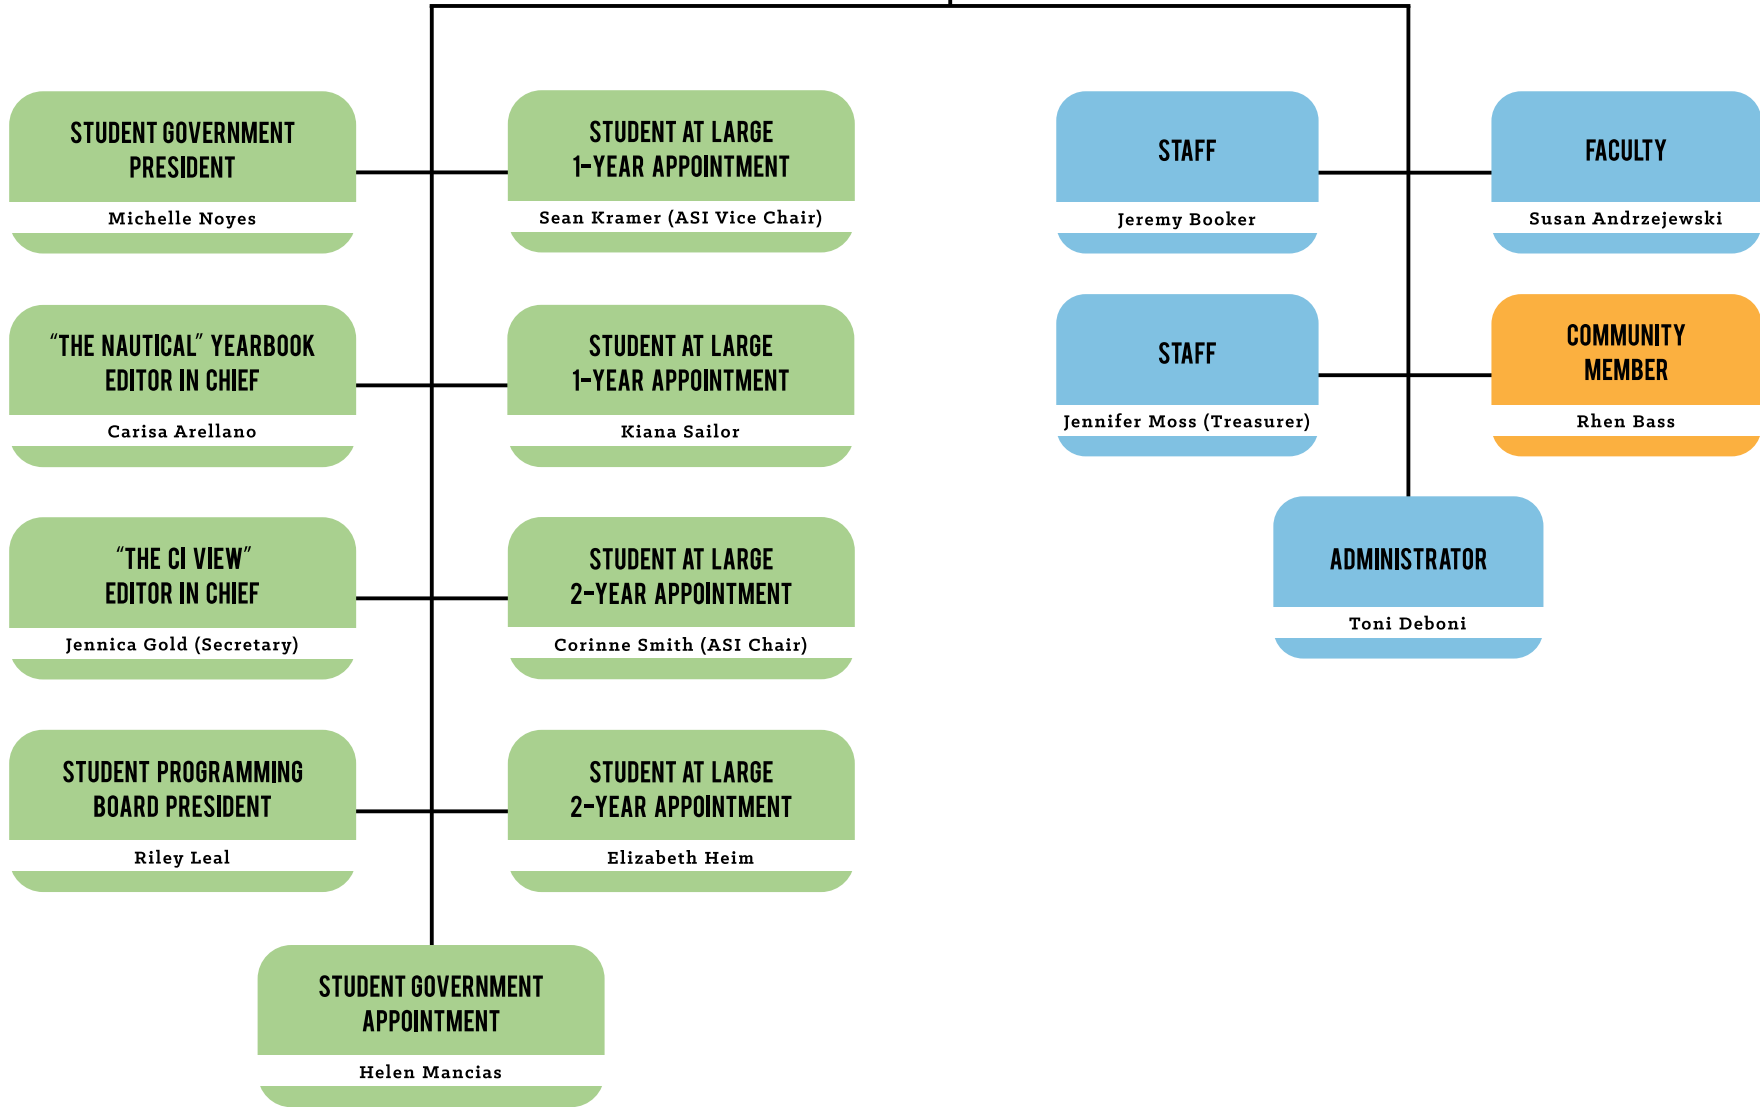 STUDENT GOVERNMENT
PRESIDENT
Michelle Noyes
STUDENT AT LARGE
1-YEAR APPOINTMENT
Sean Kramer (ASI Vice Chair)
STAFF
Jeremy Booker
FACULTY
Susan Andrzejewski
"THE NAUTICAL" YEARBOOK
EDITOR IN CHIEF
Carisa Arellano
STUDENT AT LARGE
1-YEAR APPOINTMENT
Kiana Sailor
STAFF
Jennifer Moss (Treasurer)
COMMUNITY
MEMBER
Rhen Bass
"THE CI VIEW"
EDITOR IN CHIEF
Jennica Gold (Secretary)
STUDENT AT LARGE
2-YEAR APPOINTMENT
Corinne Smith (ASI Chair)
ADMINISTRATOR
Toni Deboni
STUDENT PROGRAMMING
BOARD PRESIDENT
Riley Leal
STUDENT AT LARGE
2-YEAR APPOINTMENT
Elizabeth Heim
STUDENT GOVERNMENT
APPOINTMENT
Helen Mancias